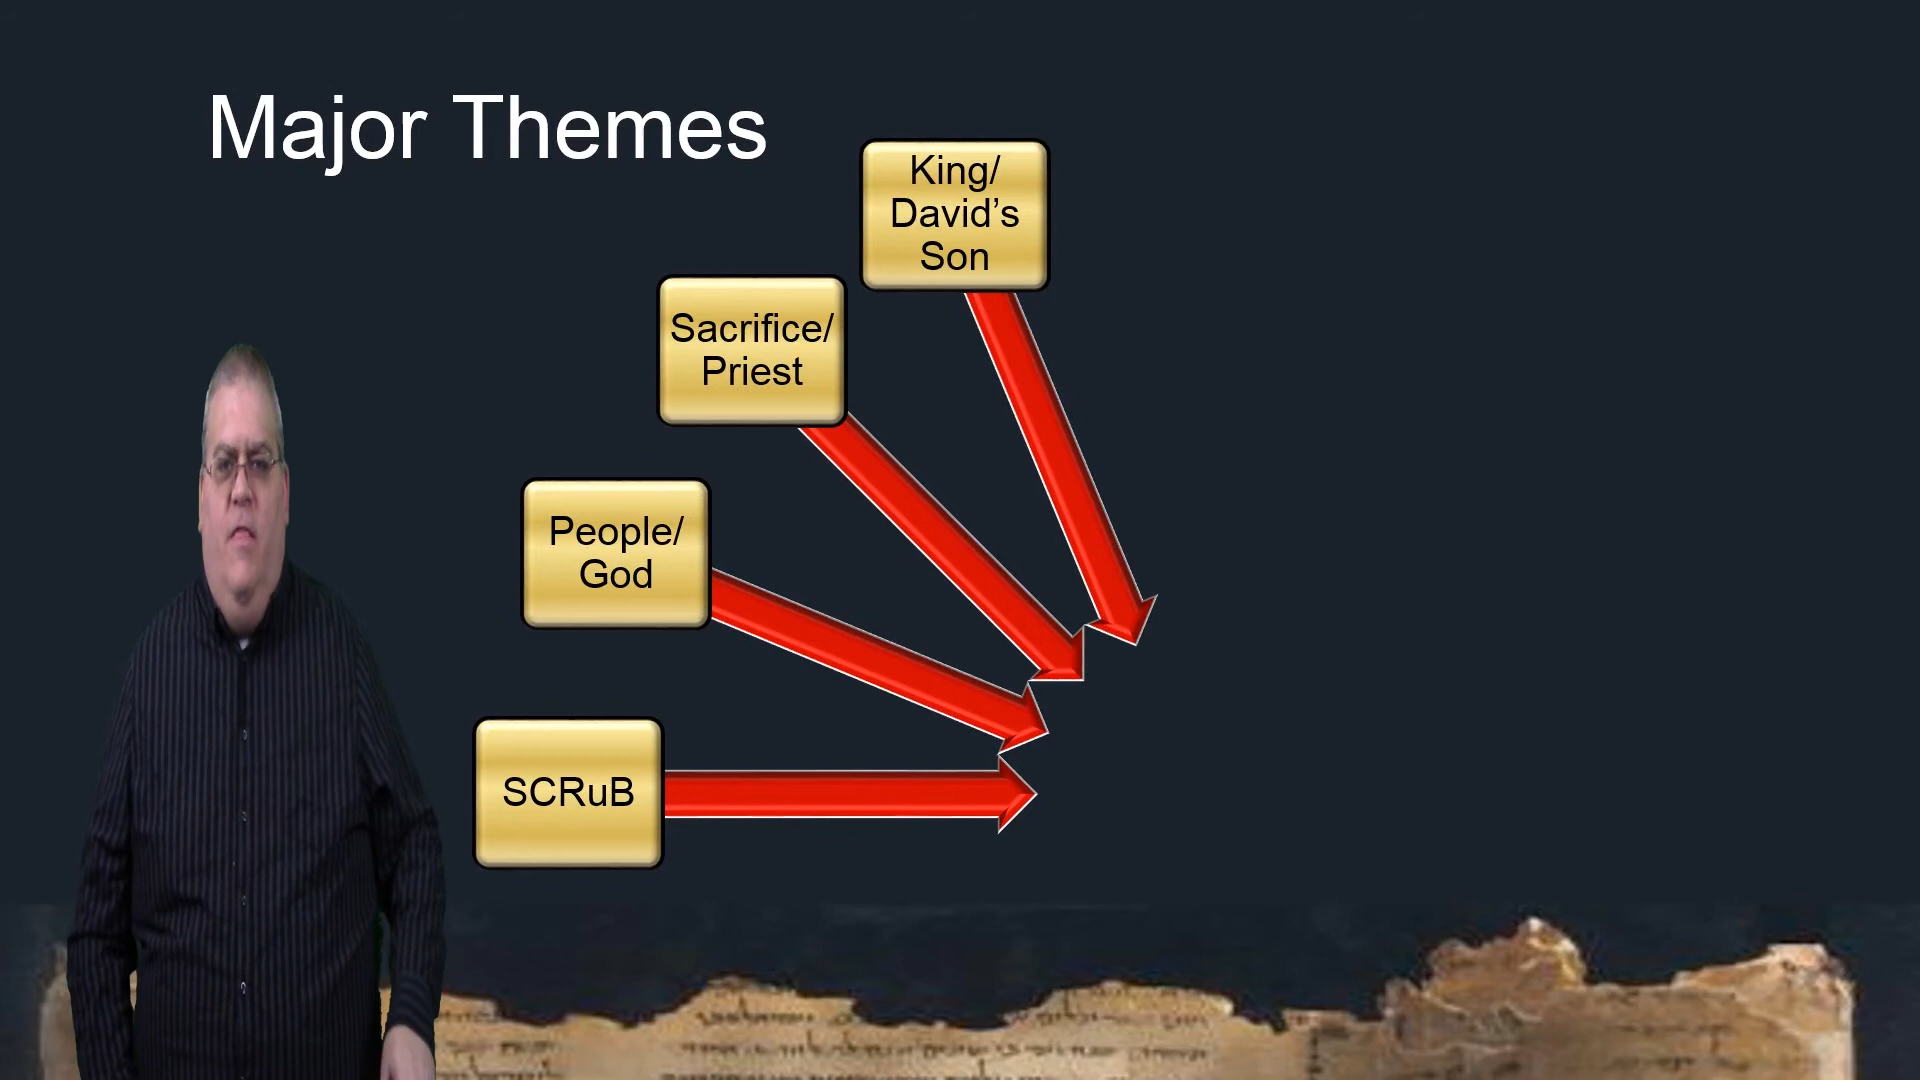 Major Themes
King/
David’s
Son
Sacrifice/
Priest
People/
God
SCRuB